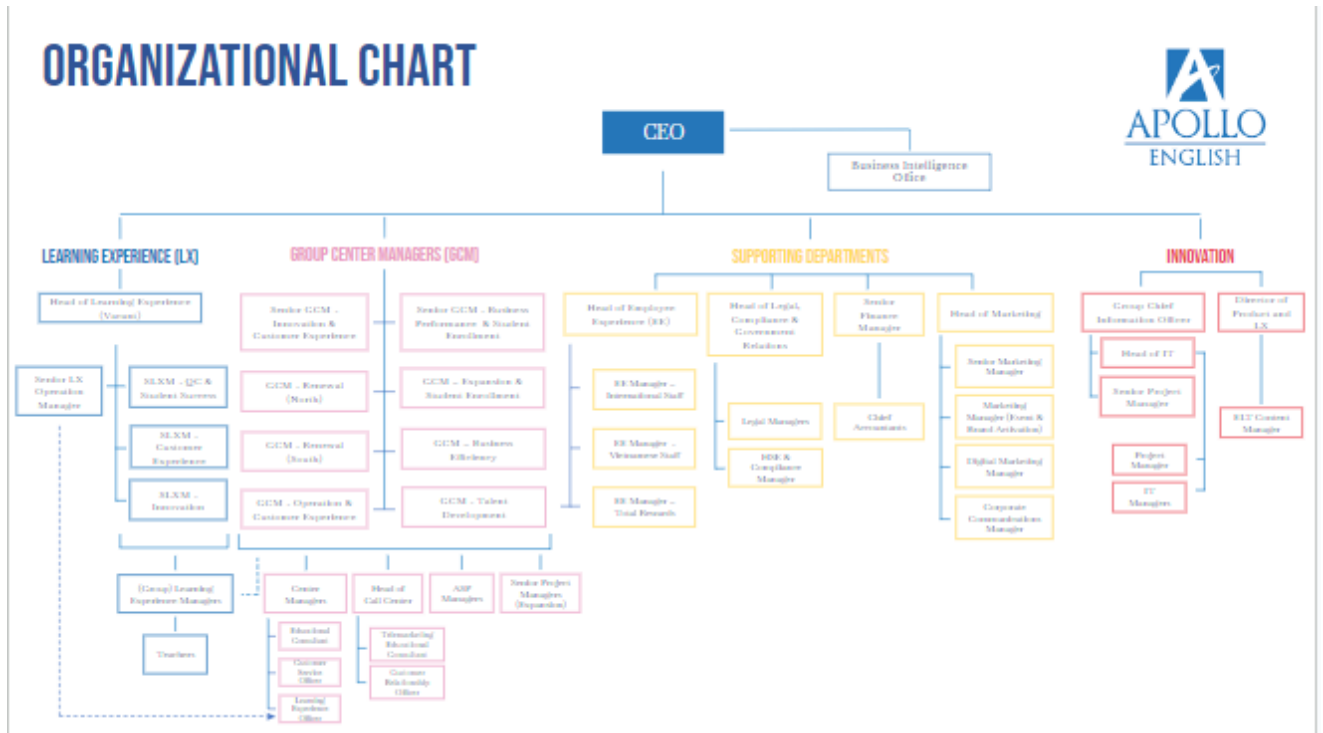 ORGANIZATIONAL CHART
APOLLO
ENGLISH
CEO
Business Intelligence
Office
LEARNING EXPERIENCE (LX)
GROUP CENTER MANAGERS (GCM)
SUPPORTING DEPARTMENTS
INNOVATION
Head of Learning Experience
(Vacant)
Senior LX
Operation
Manager
SLXM - QC &
Student Success
SLXM -
Customer
Experience
SLXM -
Innovation
(Group) Learning
Experience Managers
Teachers
Senior GCM -
Innovation &
Customer Experience
Senior GCM - Business
Performance & Student
Enrollment
GCM - Renewal
(North)
GCM - Expansion &
Student Enrollment
GCM - Renewal
(South)
GCM - Business
Efficiency
GCM - Operation &
Customer Experience
GCM - Talent
Development
Centre
Managers
Head of
Call Center
Managers
Senior Project
Managers
(Expansion)
Educational
Consultant
Customer
Service
Officer
Learning
Experience
Officer
Telemarketing/
Educational
Consultant
Customer
Relationship
Officer
Head of Employee
Experience (EE)
EE Manager -
International Staff
EE Manager -
Vietnamese Staff
EE Manager -
Total Rewards
Head of Legal,
Compliance &
Government
Relations
Legal Managers
Compliance
Manager
Senior
Finance
Manager
Chief
Accountants
Head of Marketing
Senior Marketing
Manager
Marketing
Manager (Event &
Brand Activation)
Digital Marketing
Manager
Corporate
Communications
Manager
Group Chief
Information Officer
Head of IT
Senior Project
Manager
Project
Manager
IT
Managers
Director of
Product and
LX
ELT Content
Manager